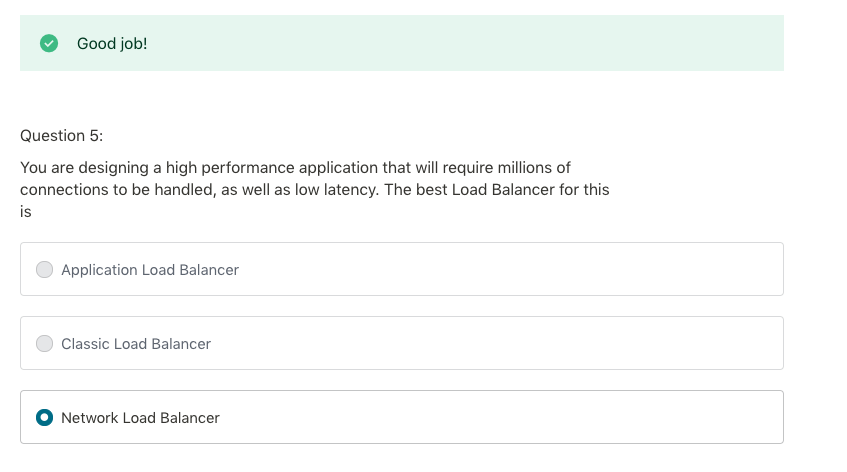 Good job!
Question 5:
You are designing a high performance application that will require millions of
connections to be handled, as well as low latency. The best Load Balancer for this
is
Application Load Balancer
Classic Load Balancer
Network Load Balancer